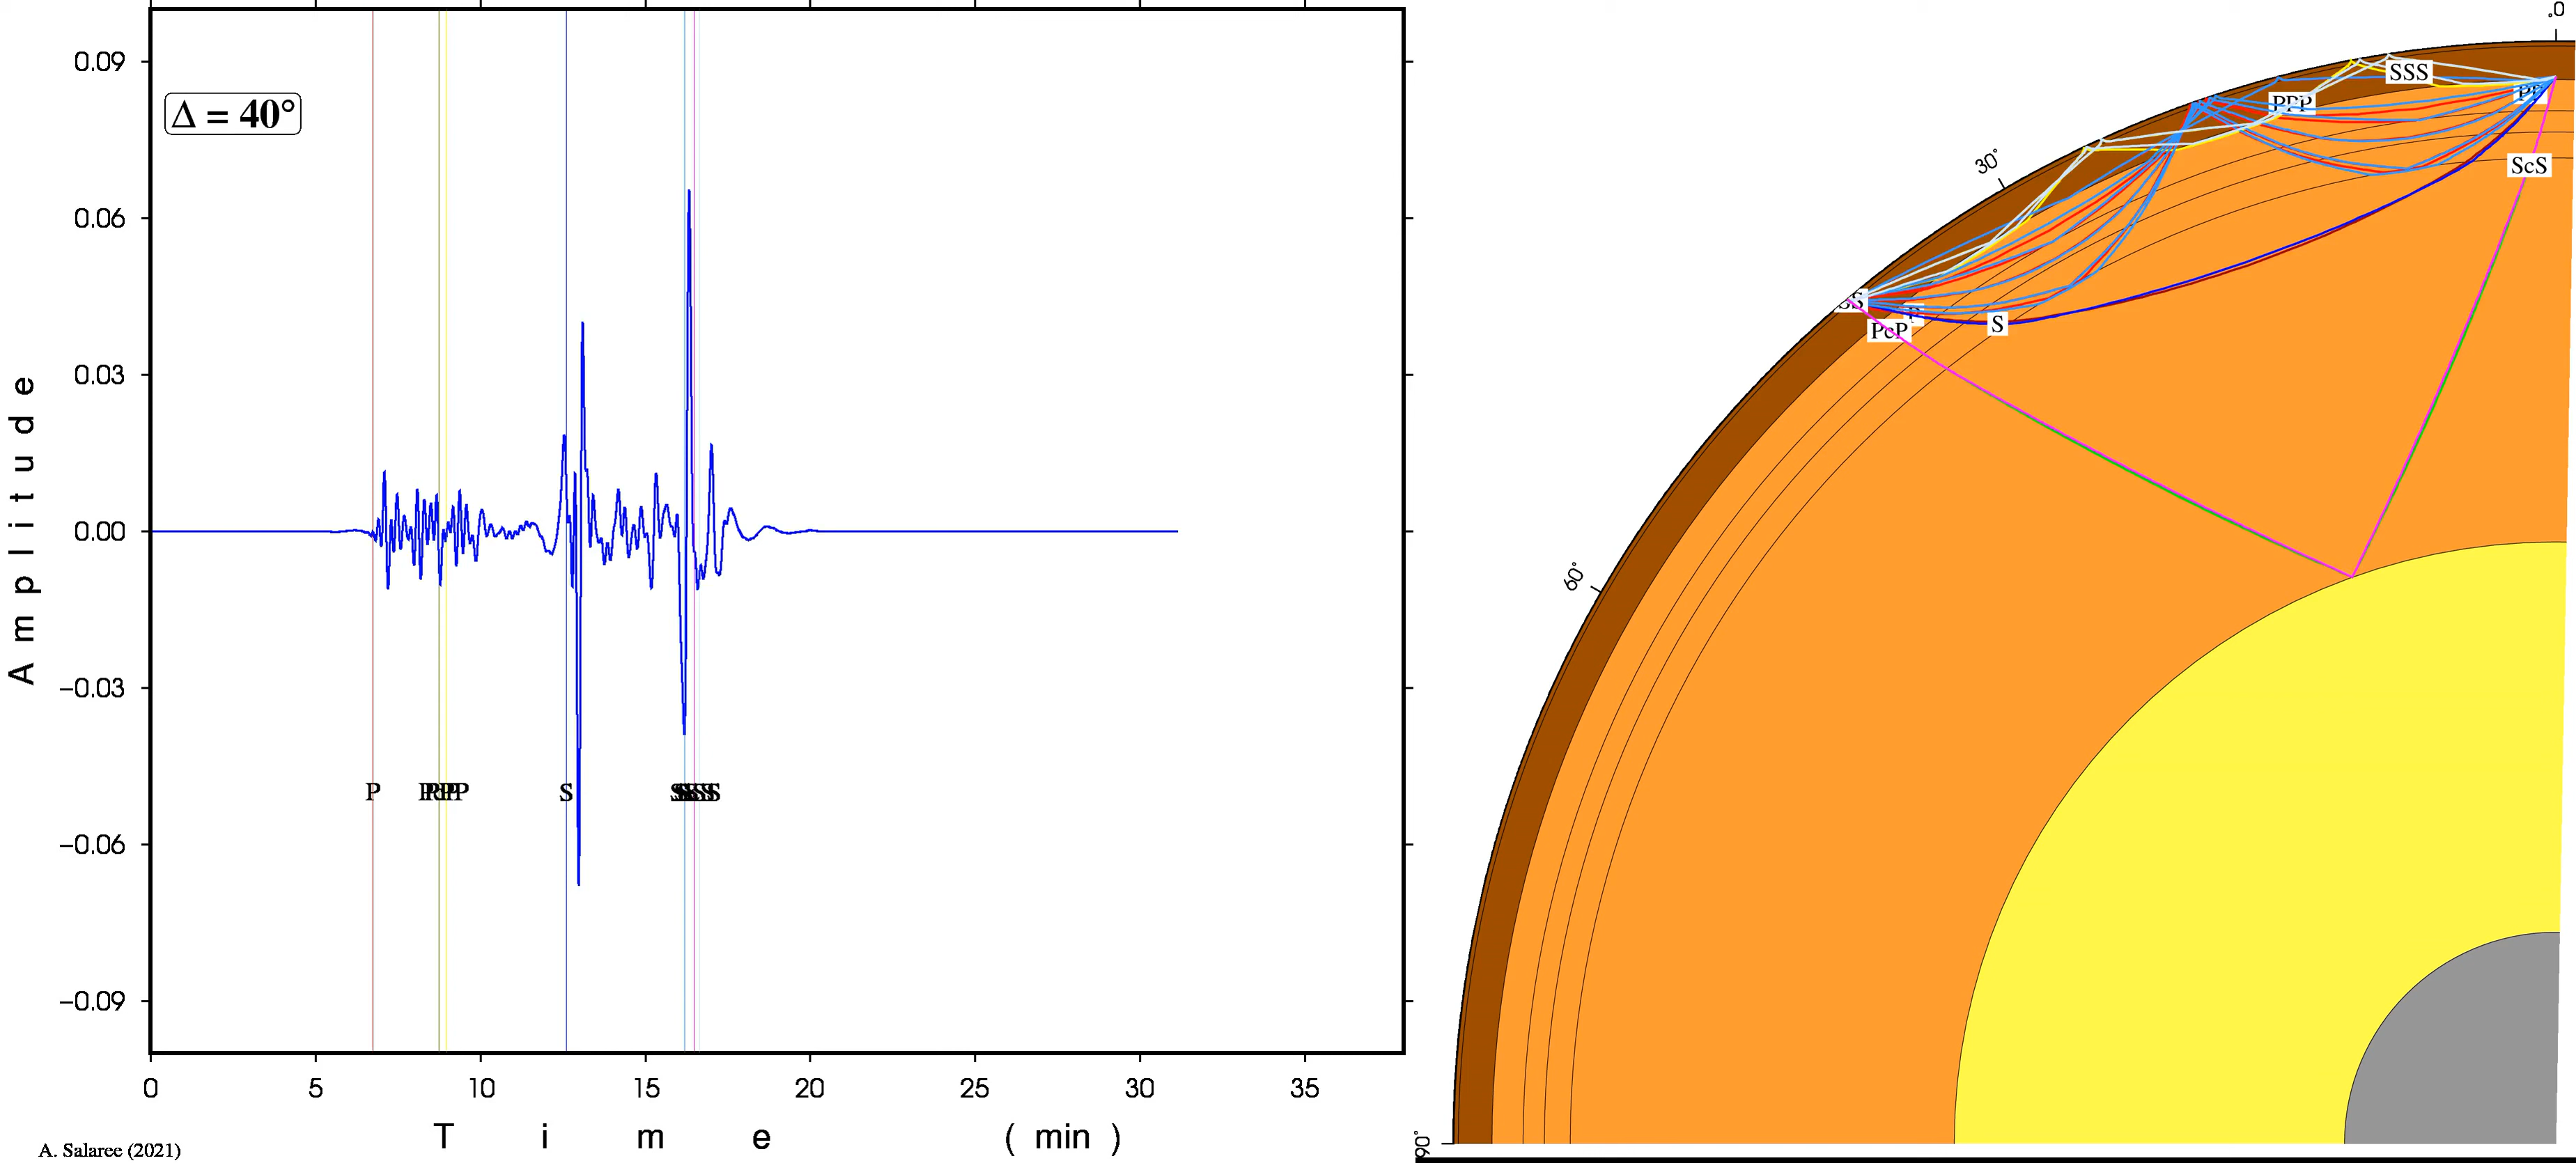 0.09
0.06
0.03
0.00
−0.03
−0.06
−0.09
Δ = 40°
Amplitude
P
S
0 5 10 15 20 25 30 35
Time (min)
A. Salaree (2021)
0°
30°
60°
90°
SSS
PPP
ScS
S
P
PcP